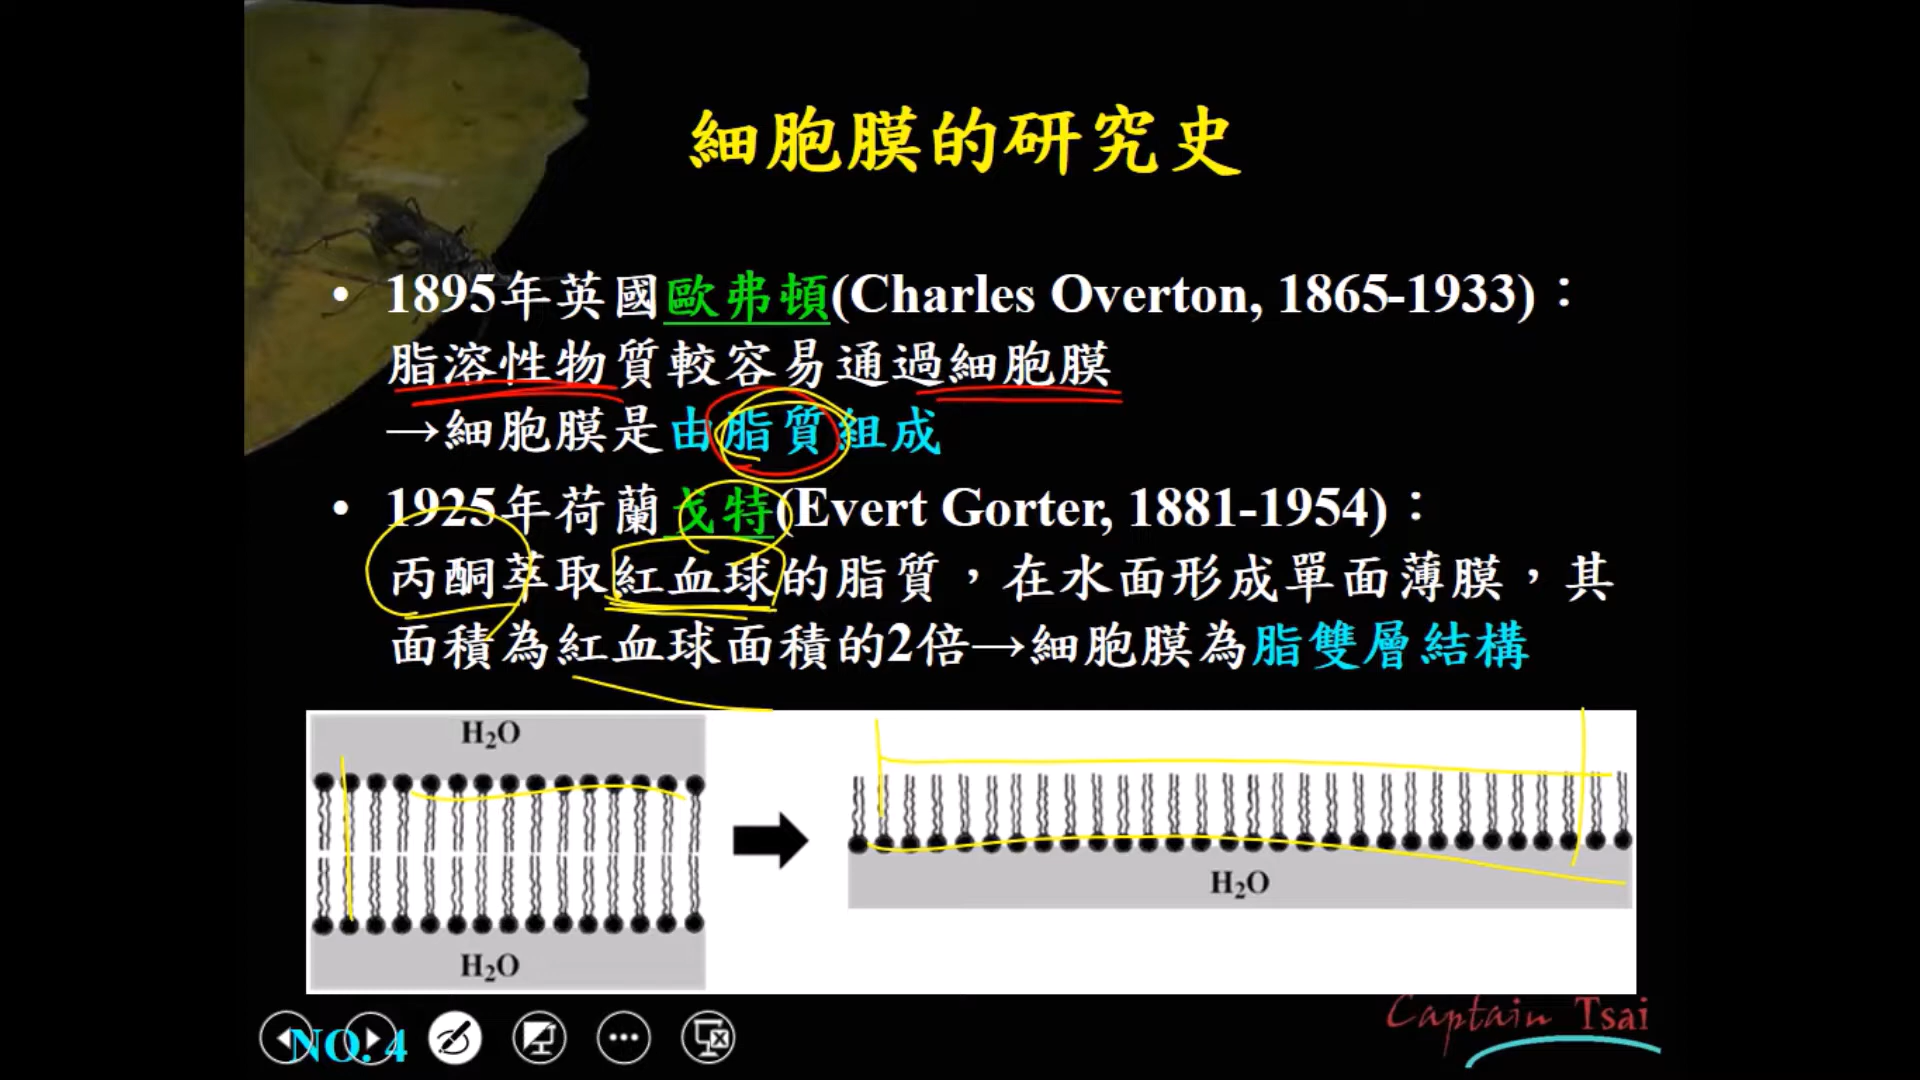 細胞膜的研究史
• 1895年英國歐弗頓(Charles Overton, 1865-1933)：
脂溶性物質較容易通過細胞膜
→細胞膜是由脂質組成
• 1925年荷蘭戈特(Evert Gorter, 1881-1954)：
丙酮萃取紅血球的脂質，在水面形成單面薄膜，其
面積為紅血球面積的2倍→細胞膜為脂雙層結構
H₂O
H₂O
H₂O
Captain Tsai
NO. 4